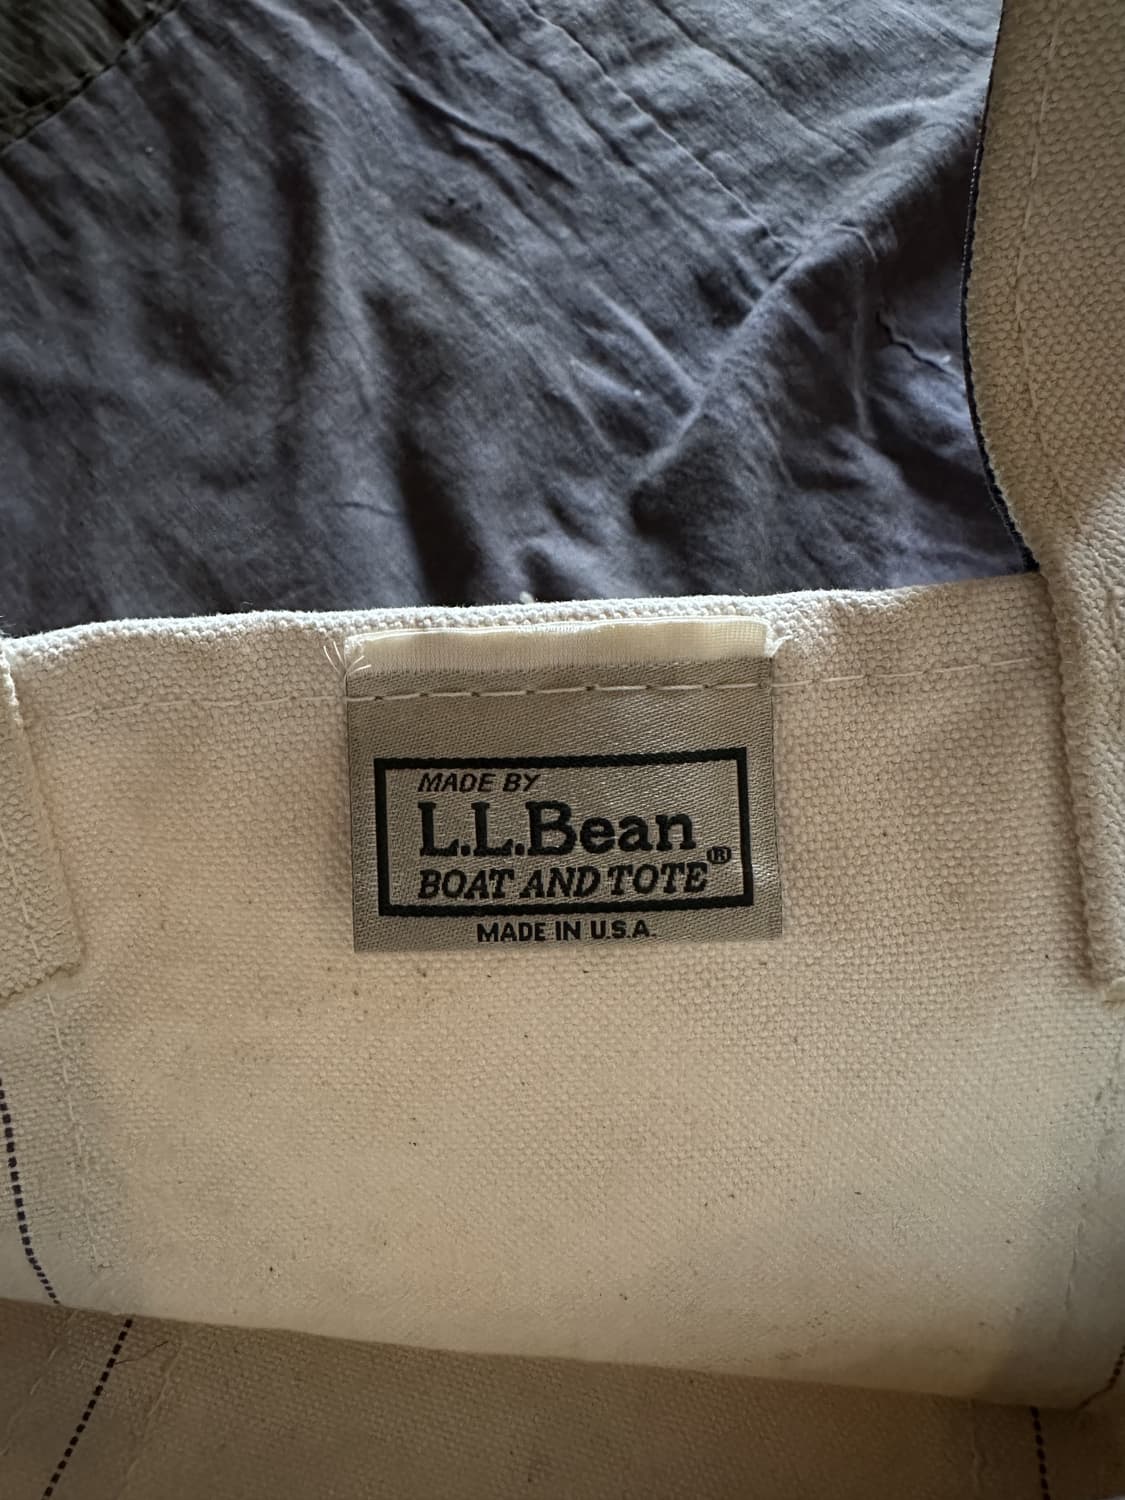 MADE BY
L.L.Bean
BOAT AND TOTE®
MADE IN U.S.A.